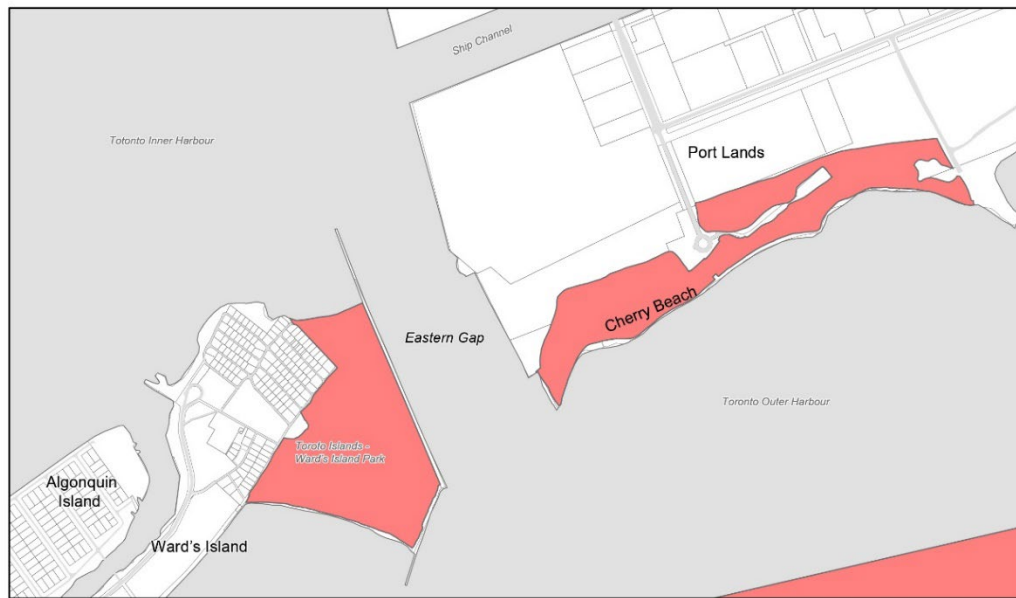 Ship Channel
Totonto Inner Harbour
Port Lands
Cherry Beach
Eastern Gap
Toronto Outer Harbour
Toroto Islands -
Ward's Island Park
Algonquin
Island
Ward's Island